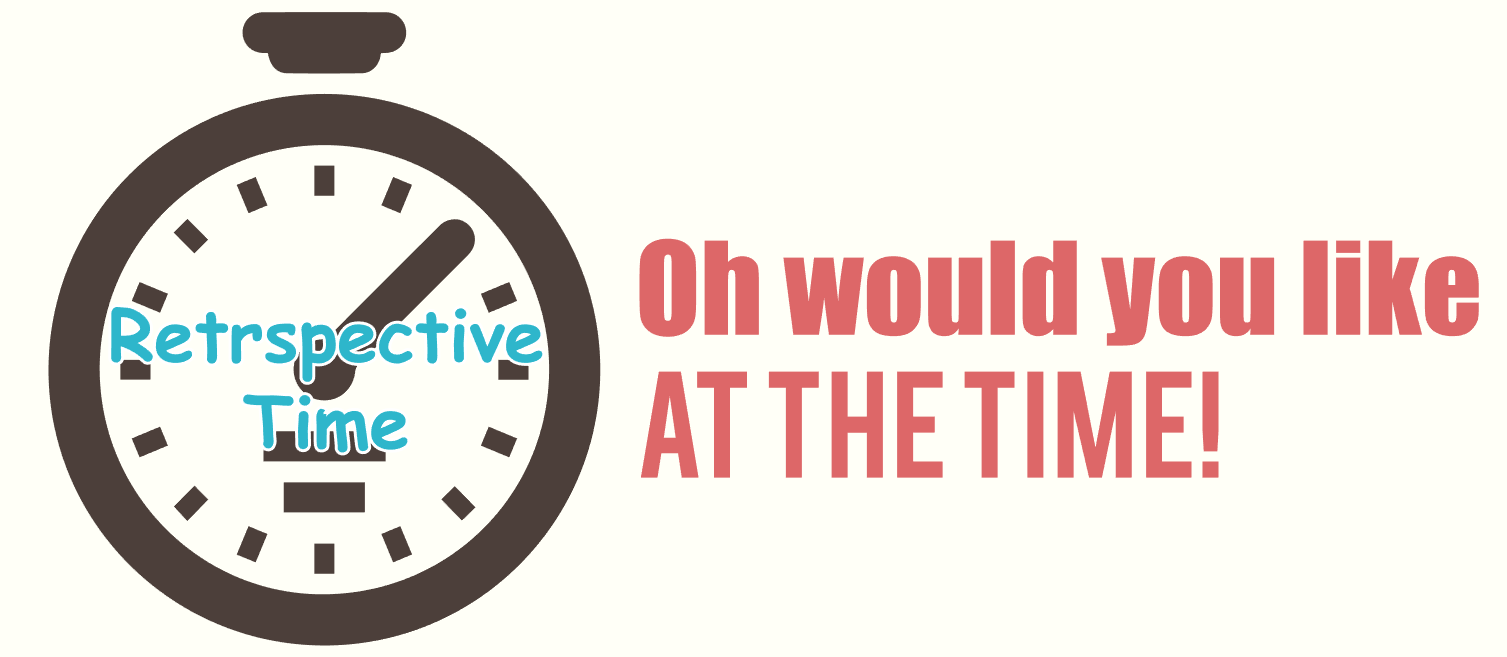 Retrspective
Time
Oh would you like
AT THE TIME!